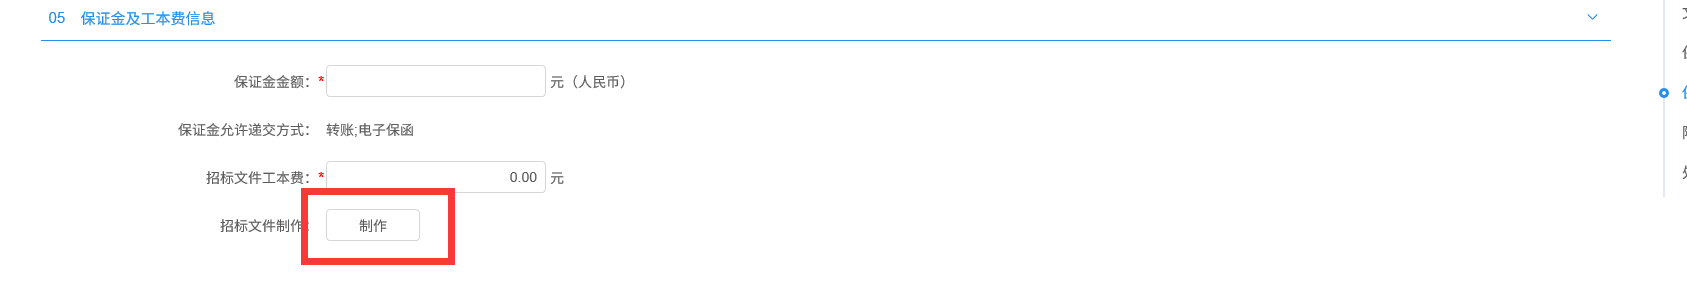 05 保证金及工本费信息
保证金金额：* 元（人民币）
保证金允许递交方式： 转账;电子保函
招标文件工本费：* 0.00 元
招标文件制作： 制作